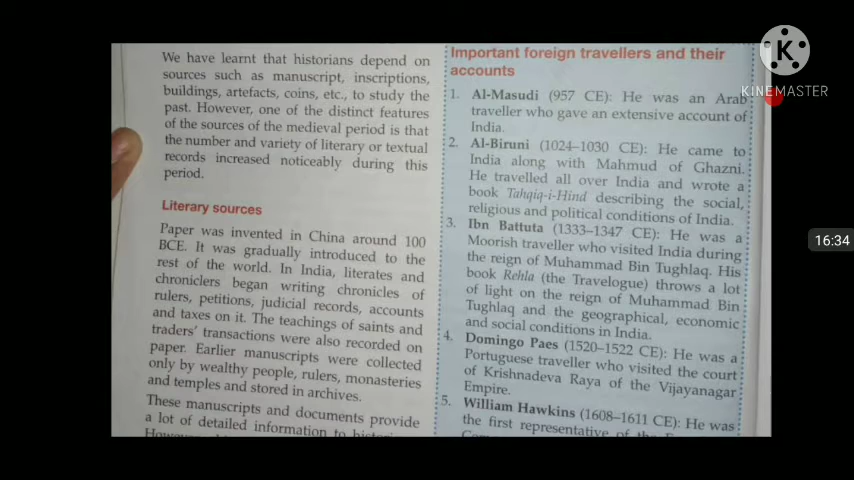 We have learnt that historians depend on
sources such as manuscript, inscriptions,
buildings, artefacts, coins, etc., to study the
past. However, one of the distinct features
of the sources of the medieval period is that
the number and variety of literary or textual
records increased noticeably during this
period.
Literary sources
Paper was invented in China around 100
BCE. It was gradually introduced to the
rest of the world. In India, literates and
chroniclers began writing chronicles of
rulers, petitions, judicial records, accounts
and taxes on it. The teachings of saints and
traders' transactions were also recorded on
paper. Earlier manuscripts were collected
only by wealthy people, rulers, monasteries
and temples and stored in archives.
These manuscripts and documents provide
a lot of detailed information to
Important foreign travellers and their
accounts
1. Al-Masudi (957 CE): He was an Arab
traveller who gave an extensive account of
India.
2. Al-Biruni (1024–1030 CE): He came to
India along with Mahmud of Ghazni.
He travelled all over India and wrote a
book Tahqiq-i-Hind describing the social,
religious and political conditions of India.
3. Ibn Battuta (1333–1347 CE): He was a
Moorish traveller who visited India during
the reign of Muhammad Bin Tughlaq. His
book Rehla (the Travelogue) throws a lot
of light on the reign of Muhammad Bin
Tughlaq and the geographical, economic
and social conditions in India.
4. Domingo Paes (1520–1522 CE): He was a
Portuguese traveller who visited the court
of Krishnadeva Raya of the Vijayanagar
Empire.
5. William Hawkins (1608–1611 CE): He was
the first representative of the
K
KINEMASTER
16:34